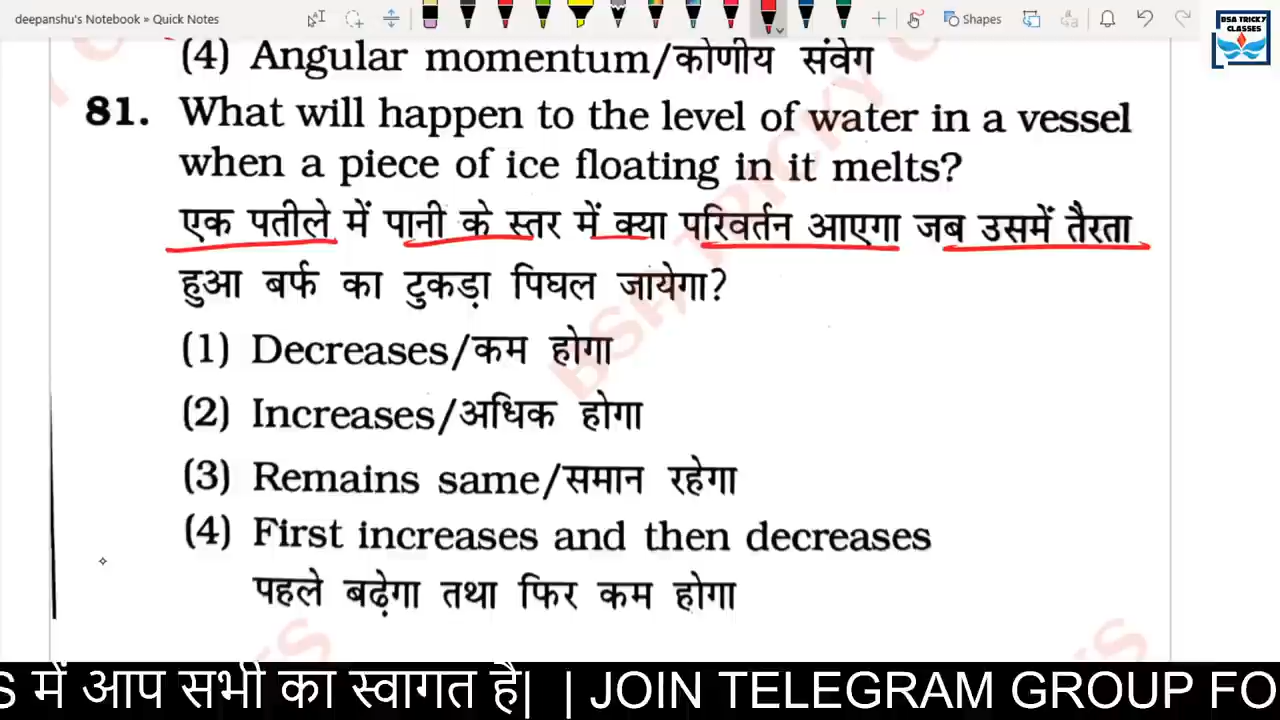 deepanshu's Notebook » Quick Notes
Shapes
BSA TRICKY
CLASSES
(4) Angular momentum/कोणीय संवेग
81. What will happen to the level of water in a vessel
when a piece of ice floating in it melts?
एक पतीले में पानी के स्तर में क्या परिवर्तन आएगा जब उसमें तैरता
हुआ बर्फ का टुकड़ा पिघल जायेगा?
(1) Decreases/कम होगा
(2) Increases/अधिक होगा
(3) Remains same/समान रहेगा
(4) First increases and then decreases
पहले बढ़ेगा तथा फिर कम होगा
S में आप सभी का स्वागत है| | JOIN TELEGRAM GROUP FO